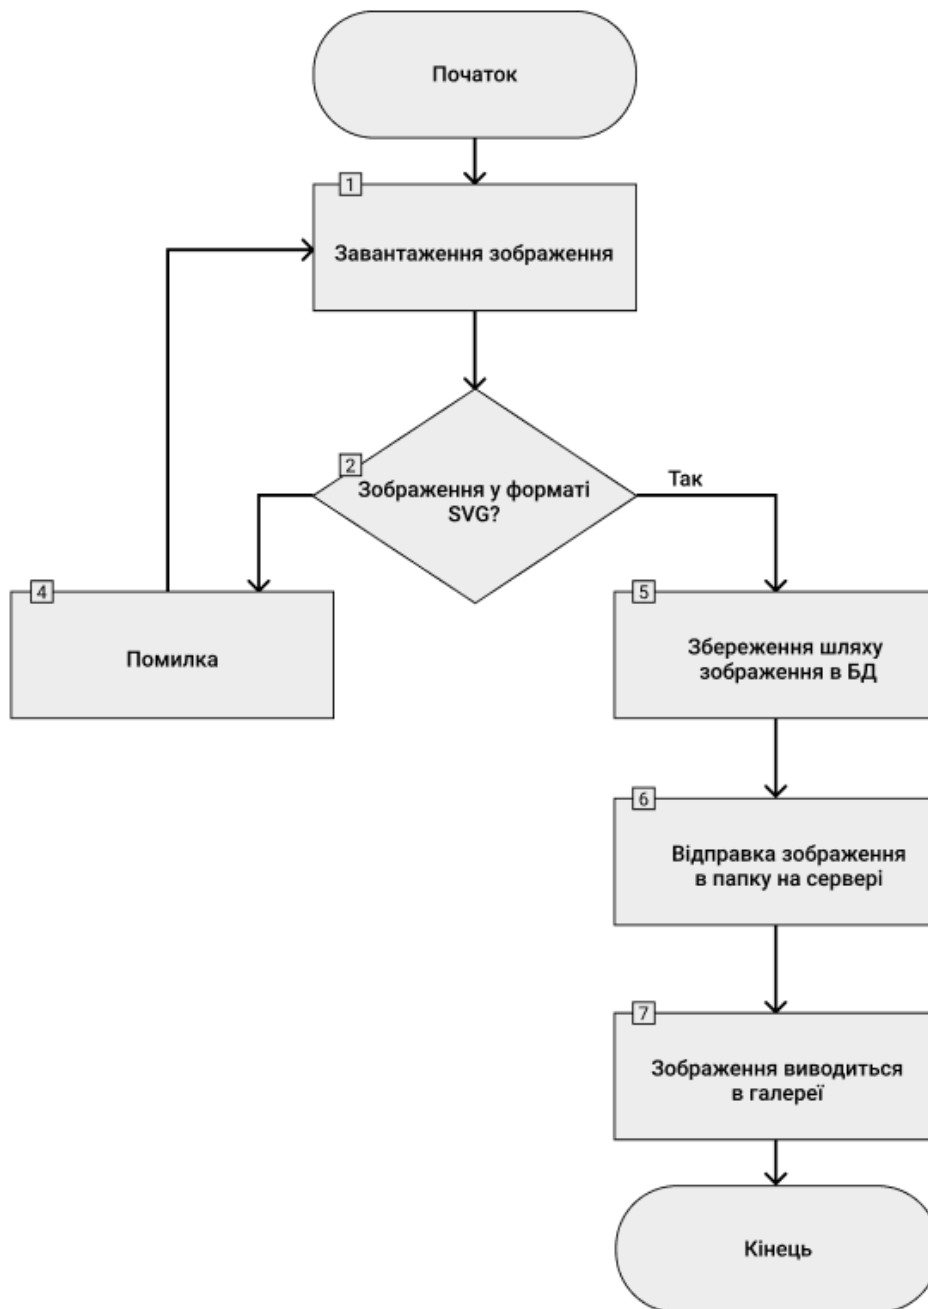 Початок
1
Завантаження зображення
2
Зображення у форматі
SVG?
Так
4
Помилка
5
Збереження шляху
зображення в БД
6
Відправка зображення
в папку на сервері
7
Зображення виводиться
в галереї
Кінець